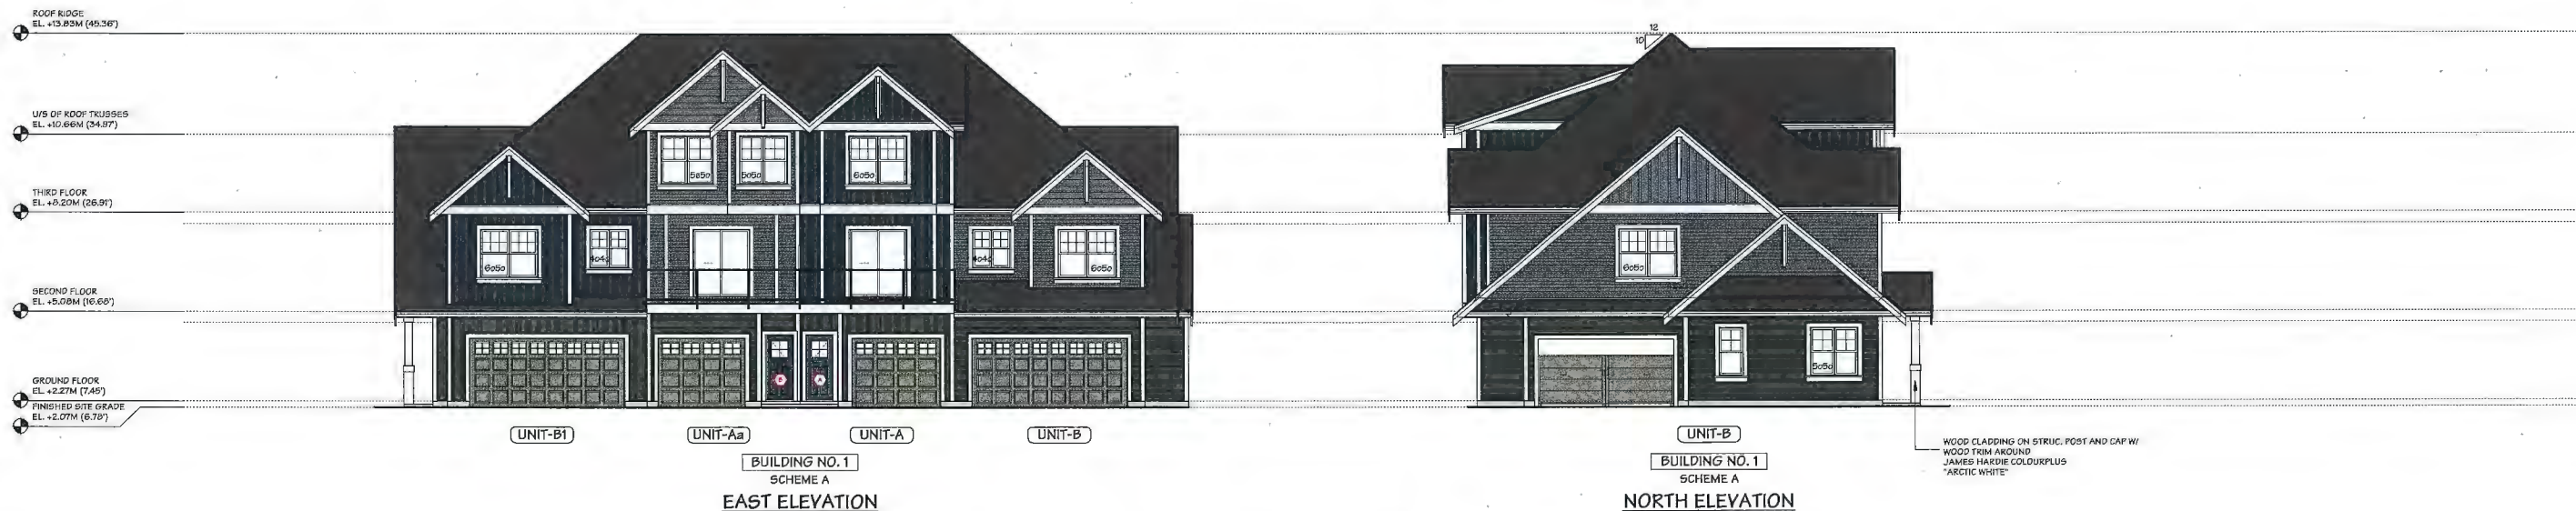 ROOF RIDGE
EL. +13.83M (45.36')
U/S OF ROOF TRUSSES
EL. +10.66M (34.97')
THIRD FLOOR
EL. +8.20M (26.91')
SECOND FLOOR
EL. +5.08M (16.68')
GROUND FLOOR
EL. +2.27M (7.45')
FINISHED SITE GRADE
EL. +2.07M (6.78')
5050
5050
6050
6050
4040
4040
6050
B
A
UNIT-B1
UNIT-Aa
UNIT-A
UNIT-B
BUILDING NO. 1
SCHEME A
EAST ELEVATION
12
10
6050
5050
UNIT-B
BUILDING NO. 1
SCHEME A
NORTH ELEVATION
WOOD CLADDING ON STRUC. POST AND CAP W/
WOOD TRIM AROUND
JAMES HARDIE COLOURPLUS
"ARCTIC WHITE"